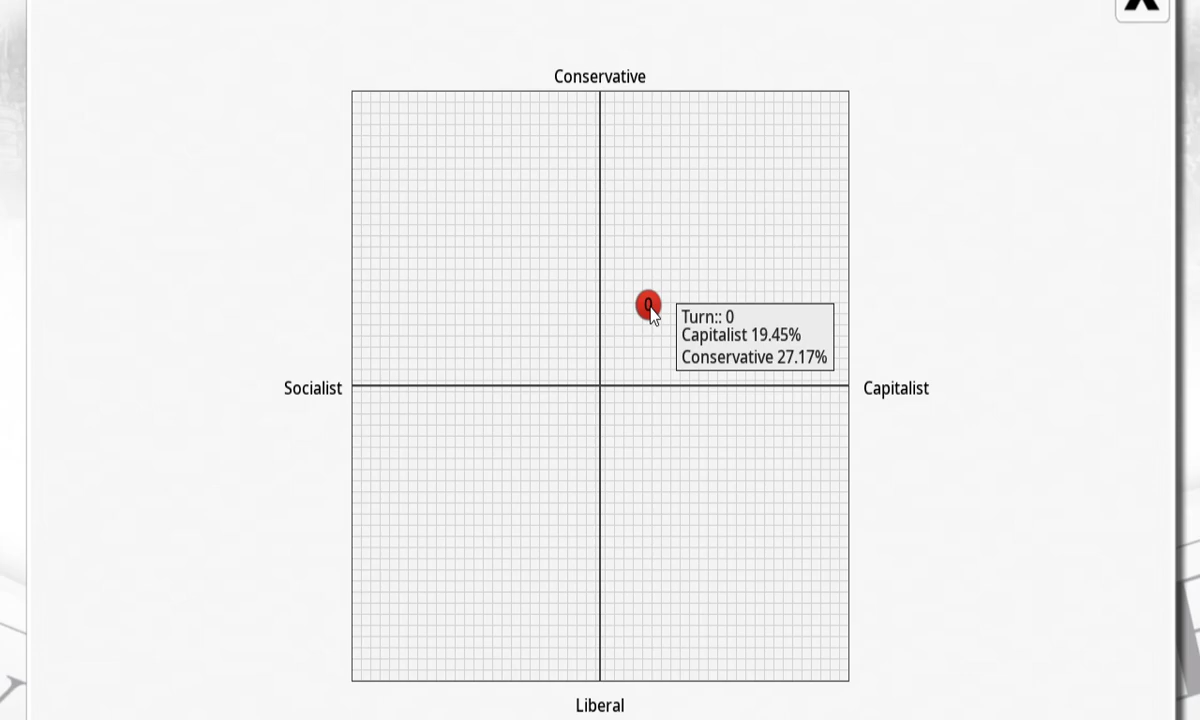 Conservative
0
Turn:: 0
Capitalist 19.45%
Conservative 27.17%
Socialist
Capitalist
Liberal